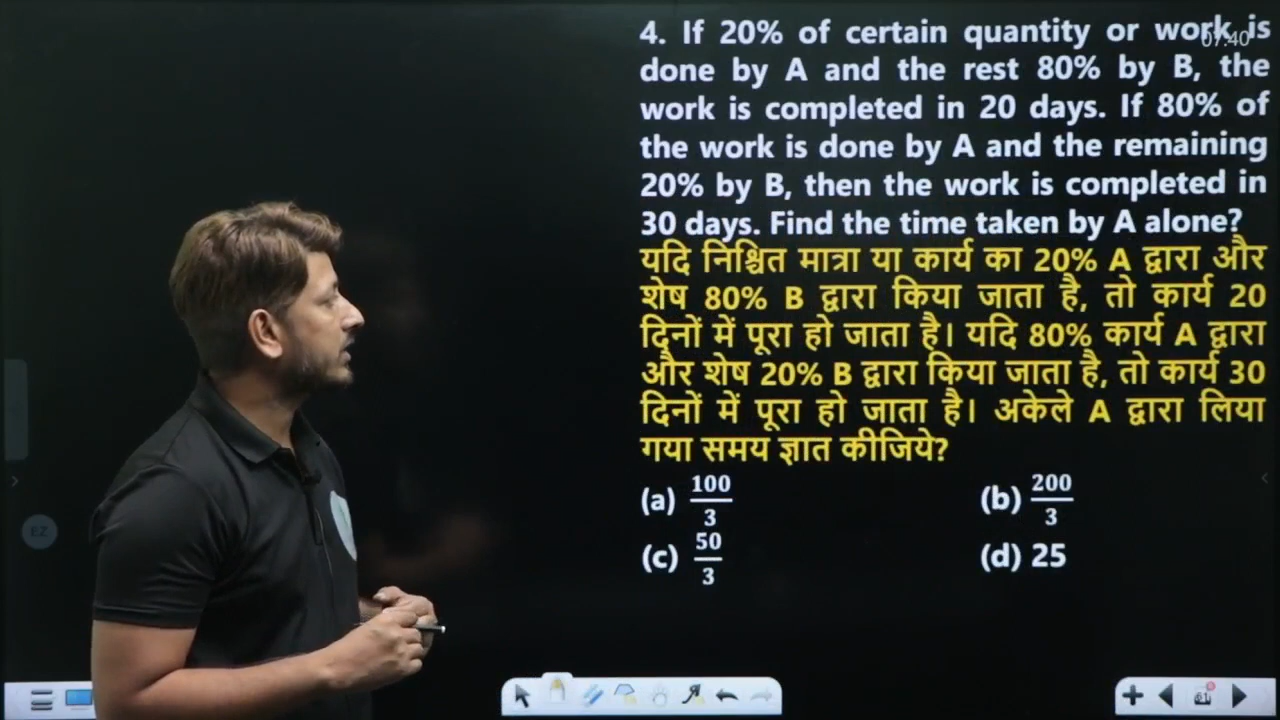 4. If 20% of certain quantity or work is
07:40
done by A and the rest 80% by B, the
work is completed in 20 days. If 80% of
the work is done by A and the remaining
20% by B, then the work is completed in
30 days. Find the time taken by A alone?
यदि निश्चित मात्रा या कार्य का 20% A द्वारा और
शेष 80% B द्वारा किया जाता है, तो कार्य 20
दिनों में पूरा हो जाता है। यदि 80% कार्य A द्वारा
और शेष 20% B द्वारा किया जाता है, तो कार्य 30
दिनों में पूरा हो जाता है। अकेले A द्वारा लिया
गया समय ज्ञात कीजिये?
(a) 100/3 (b) 200/3
(c) 50/3 (d) 25
EZ